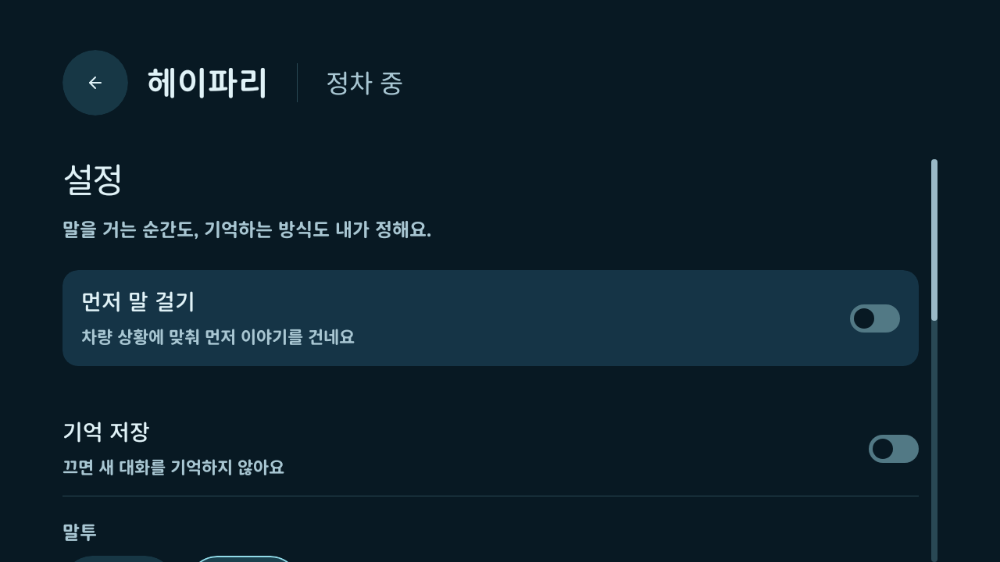 헤이파리
정차 중
설정
말을 거는 순간도, 기억하는 방식도 내가 정해요.
먼저 말 걸기
차량 상황에 맞춰 먼저 이야기를 건네요
기억 저장
끄면 새 대화를 기억하지 않아요
말투